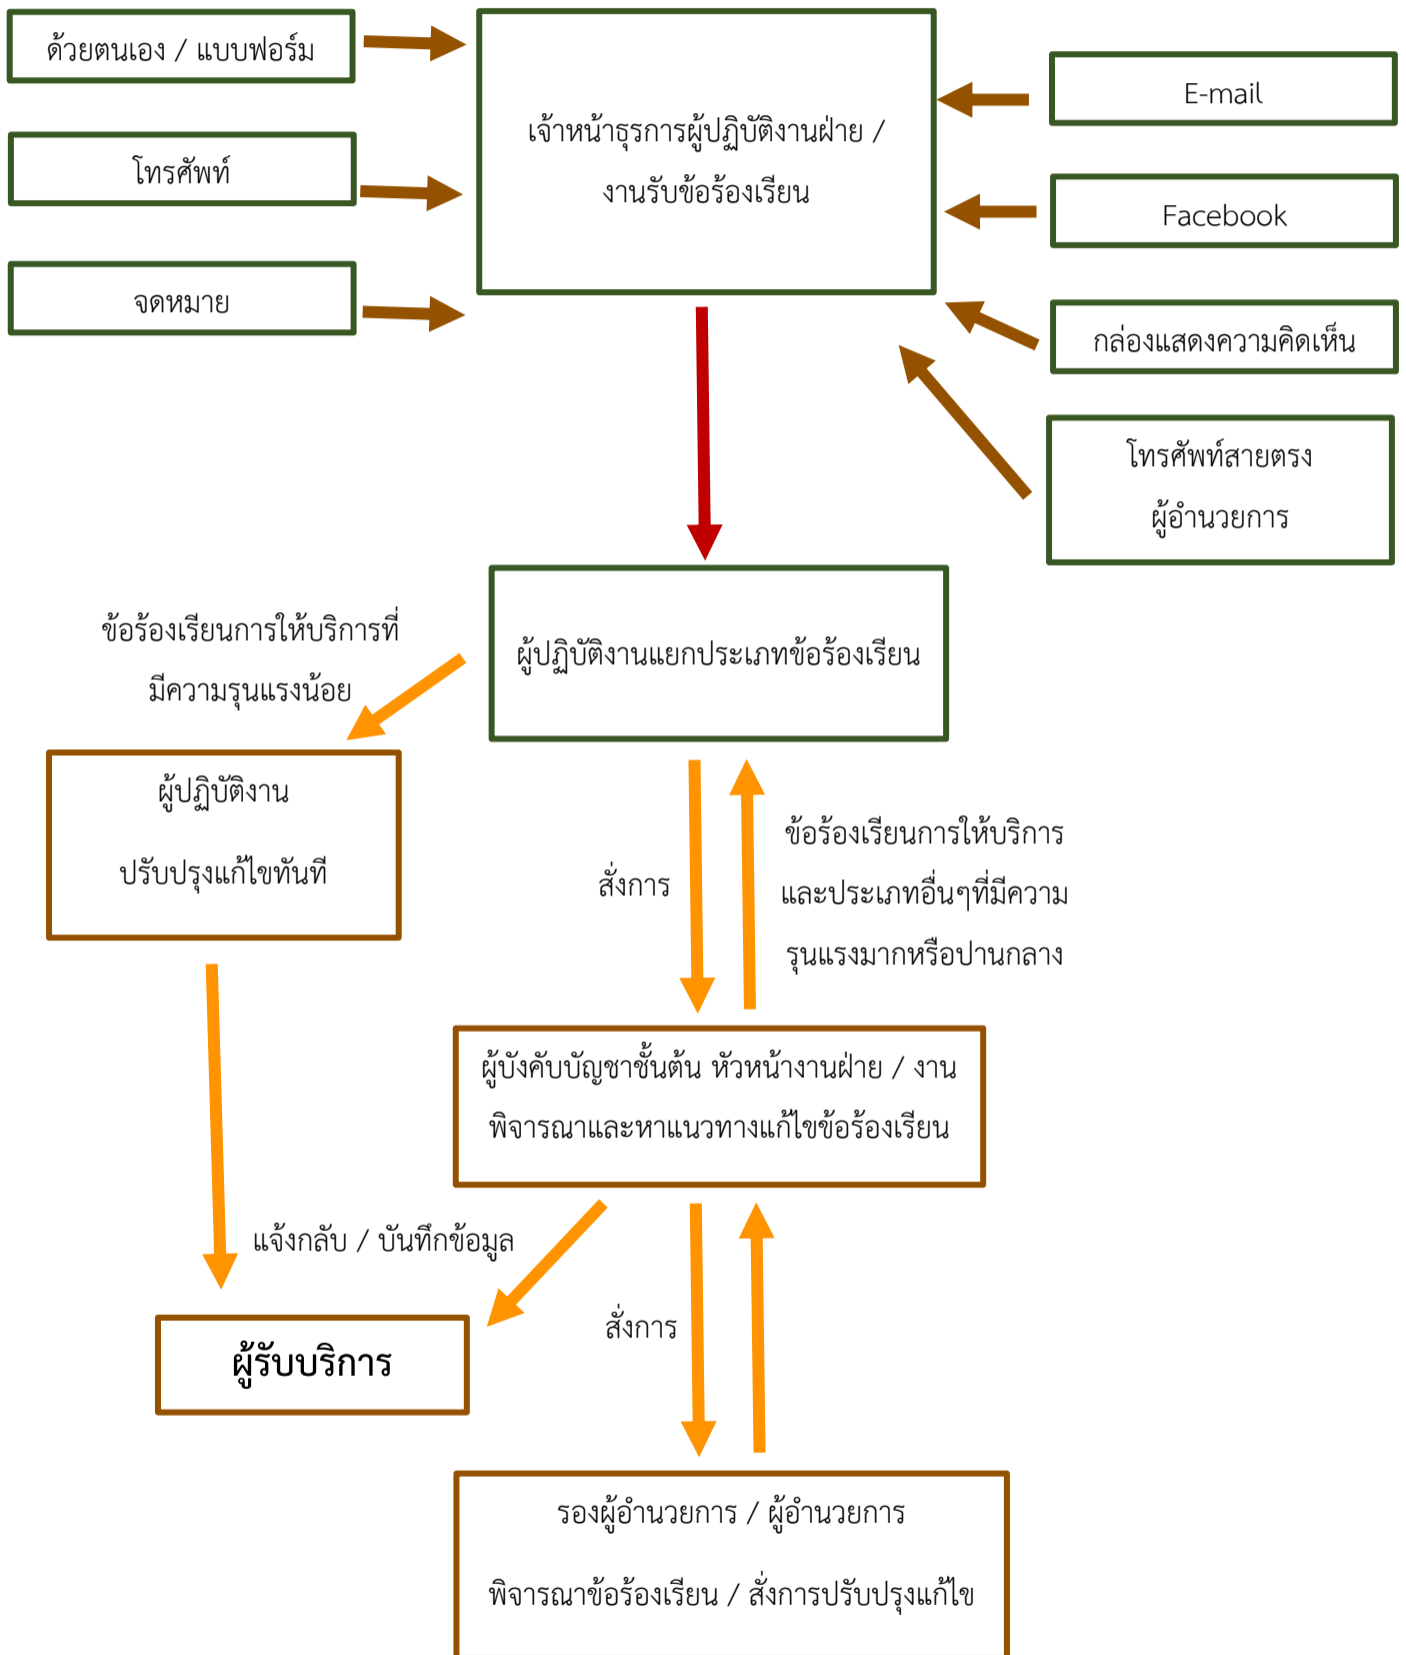 ด้วยตนเอง / แบบฟอร์ม
โทรศัพท์
จดหมาย
เจ้าหน้าธุรการผู้ปฏิบัติงานฝ่าย /
งานรับข้อร้องเรียน
E-mail
Facebook
กล่องแสดงความคิดเห็น
โทรศัพท์สายตรง
ผู้อำนวยการ
ผู้ปฏิบัติงานแยกประเภทข้อร้องเรียน
ข้อร้องเรียนการให้บริการที่
มีความรุนแรงน้อย
ผู้ปฏิบัติงาน
ปรับปรุงแก้ไขทันที
สั่งการ
ข้อร้องเรียนการให้บริการ
และประเภทอื่นๆที่มีความ
รุนแรงมากหรือปานกลาง
ผู้บังคับบัญชาชั้นต้น หัวหน้างานฝ่าย / งาน
พิจารณาและหาแนวทางแก้ไขข้อร้องเรียน
แจ้งกลับ / บันทึกข้อมูล
ผู้รับบริการ
สั่งการ
รองผู้อำนวยการ / ผู้อำนวยการ
พิจารณาข้อร้องเรียน / สั่งการปรับปรุงแก้ไข